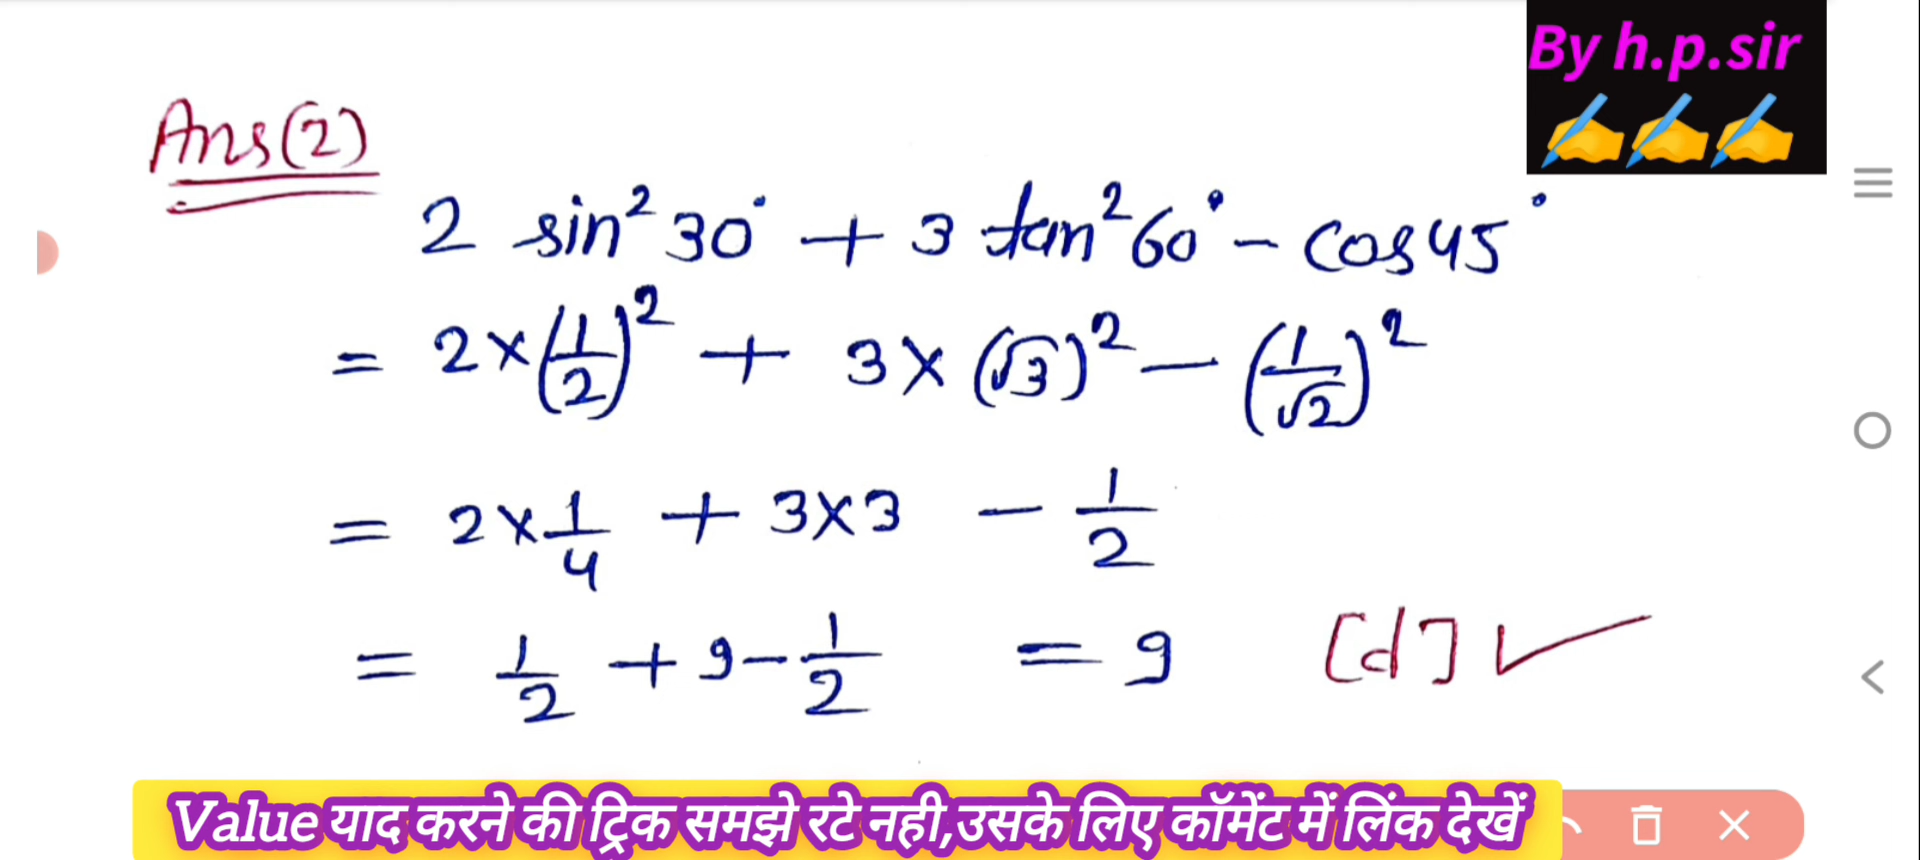 By h.p.sir
✍✍✍
Ans(2)
2 sin²30° + 3 tan²60° - cos45°
= 2×(1/2)² + 3×(√3)² - (1/√2)²
= 2×1/4 + 3×3 - 1/2
= 1/2 + 9 - 1/2 = 9 [d] ✓
Value याद करने की ट्रिक समझे रटे नही,उसके लिए कॉमेंट में लिंक देखें